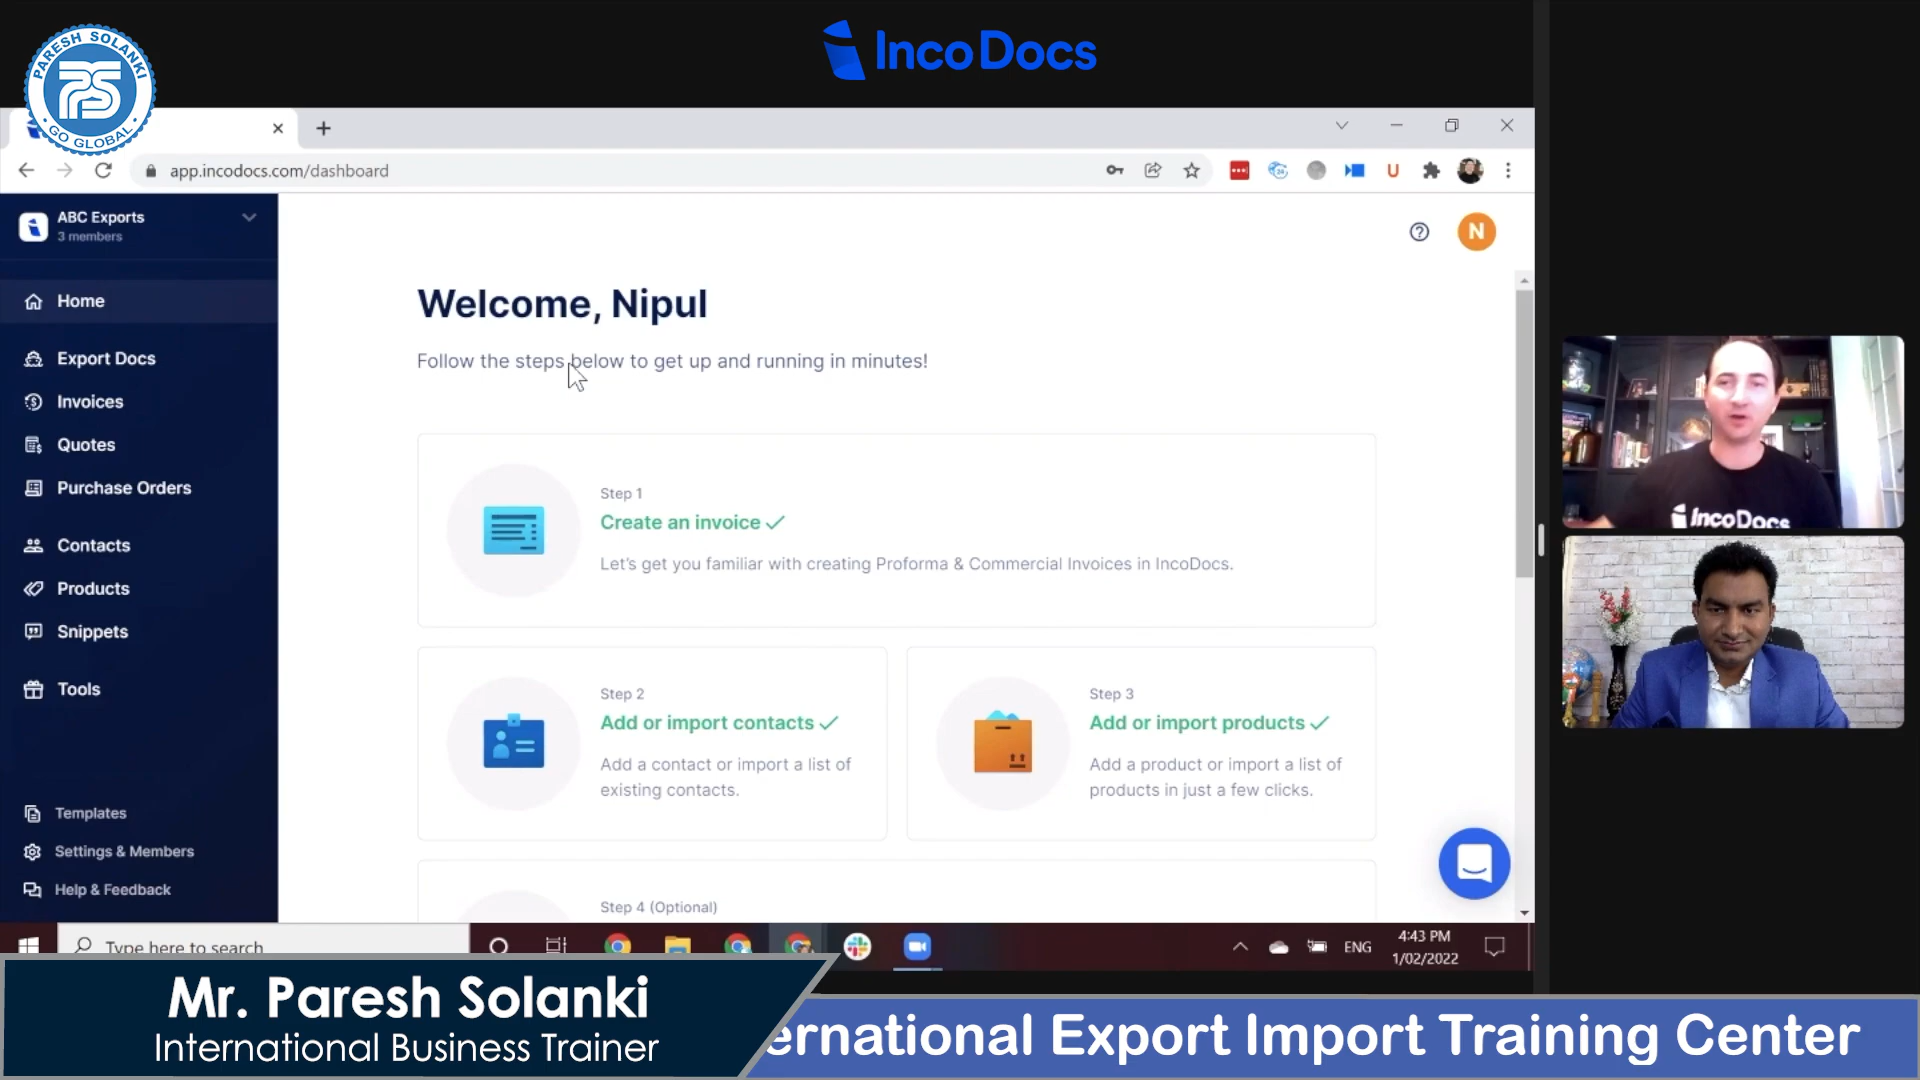 IncoDocs
PARESH SOLANKI
PS
GO GLOBAL
app.incodocs.com/dashboard
24
U
ABC Exports
3 members
N
Home
Export Docs
Invoices
Quotes
Purchase Orders
Contacts
Products
Snippets
Tools
Templates
Settings & Members
Help & Feedback
Welcome, Nipul
Follow the steps below to get up and running in minutes!
Step 1
Create an invoice
Let's get you familiar with creating Proforma & Commercial Invoices in IncoDocs.
Step 2
Add or import contacts
Add a contact or import a list of
existing contacts.
Step 3
Add or import products
Add a product or import a list of
products in just a few clicks.
Step 4 (Optional)
IncoDocs
Type here to search
ENG
4:43 PM
1/02/2022
Mr. Paresh Solanki
International Business Trainer
ernational Export Import Training Center